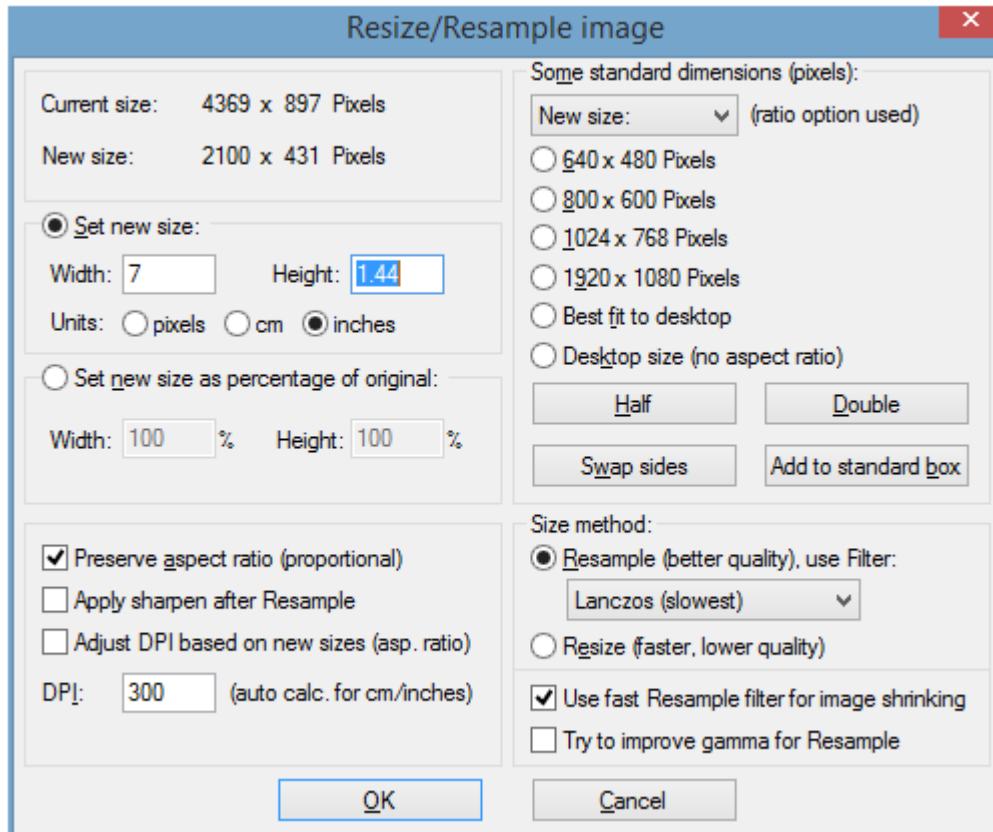 Resize/Resample image
Current size: 4369 x 897 Pixels
New size: 2100 x 431 Pixels
Set new size:
Width: 7 Height: 1.44
Units: pixels cm inches
Set new size as percentage of original:
Width: 100 % Height: 100 %
Preserve aspect ratio (proportional)
Apply sharpen after Resample
Adjust DPI based on new sizes (asp. ratio)
DPI: 300 (auto calc. for cm/inches)
Some standard dimensions (pixels):
New size: (ratio option used)
640 x 480 Pixels
800 x 600 Pixels
1024 x 768 Pixels
1920 x 1080 Pixels
Best fit to desktop
Desktop size (no aspect ratio)
Half Double
Swap sides Add to standard box
Size method:
Resample (better quality), use Filter:
Lanczos (slowest)
Resize (faster, lower quality)
Use fast Resample filter for image shrinking
Try to improve gamma for Resample
OK Cancel